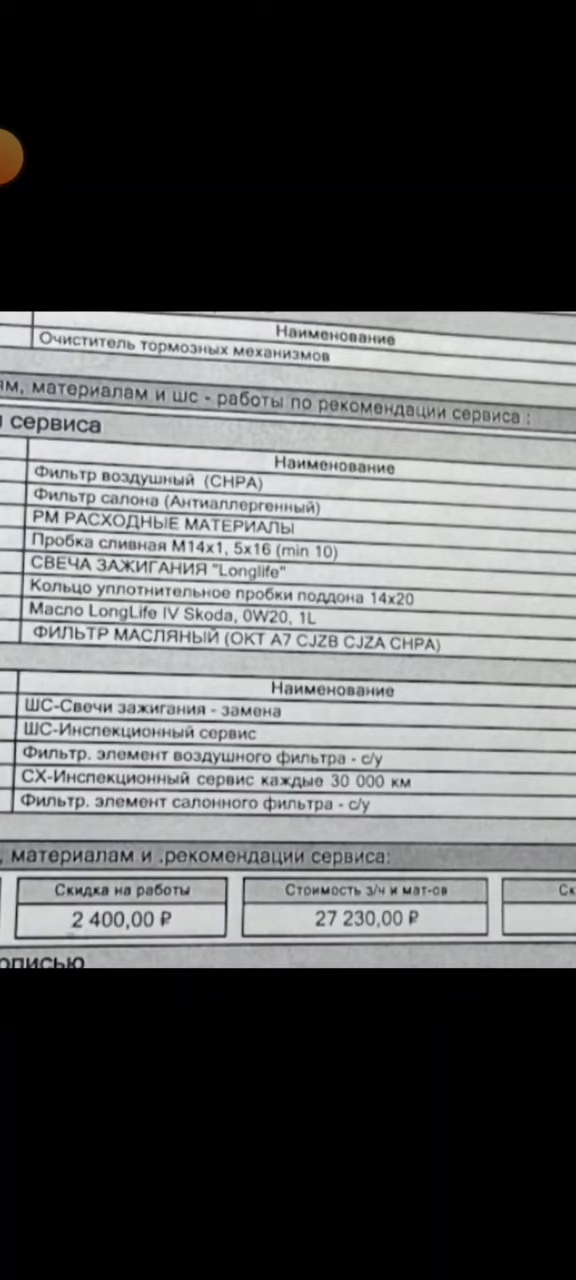 Наименование
Очиститель тормозных механизмов
материалам и шс - работы по рекомендации сервиса :
сервиса
Наименование
Фильтр воздушный (CHPA)
Фильтр салона (Антиаллергенный)
РМ РАСХОДНЫЕ МАТЕРИАЛЫ
Пробка сливная M14x1, 5x16 (min 10)
СВЕЧА ЗАЖИГАНИЯ "Longlife"
Кольцо уплотнительное пробки поддона 14x20
Масло LongLife IV Skoda, 0W20, 1L
ФИЛЬТР МАСЛЯНЫЙ (ОКТ A7 CJZB CJZA CHPA)
Наименование
ШС-Свечи зажигания - замена
ШС-Инспекционный сервис
Фильтр. элемент воздушного фильтра - с/у
СХ-Инспекционный сервис каждые 30 000 км
Фильтр. элемент салонного фильтра - с/у
, материалам и .рекомендации сервиса:
Скидка на работы
Стоимость з/ч и мат-ов
Ск
2 400,00 ₽
27 230,00 ₽